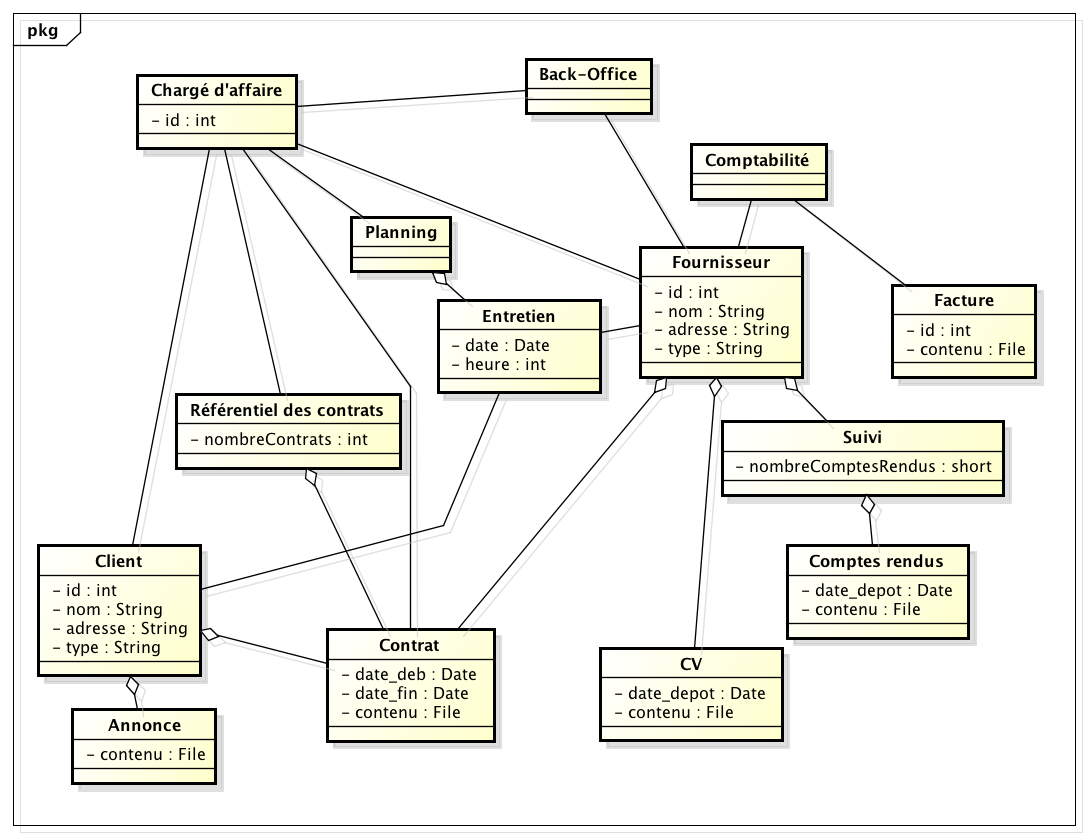 pkg
Chargé d'affaire
– id : int
Back–Office
Comptabilité
Planning
Fournisseur
– id : int
– nom : String
– adresse : String
– type : String
Facture
– id : int
– contenu : File
Entretien
– date : Date
– heure : int
Référentiel des contrats
– nombreContrats : int
Suivi
– nombreComptesRendus : short
Client
– id : int
– nom : String
– adresse : String
– type : String
Comptes rendus
– date_depot : Date
– contenu : File
Contrat
– date_deb : Date
– date_fin : Date
– contenu : File
CV
– date_depot : Date
– contenu : File
Annonce
– contenu : File